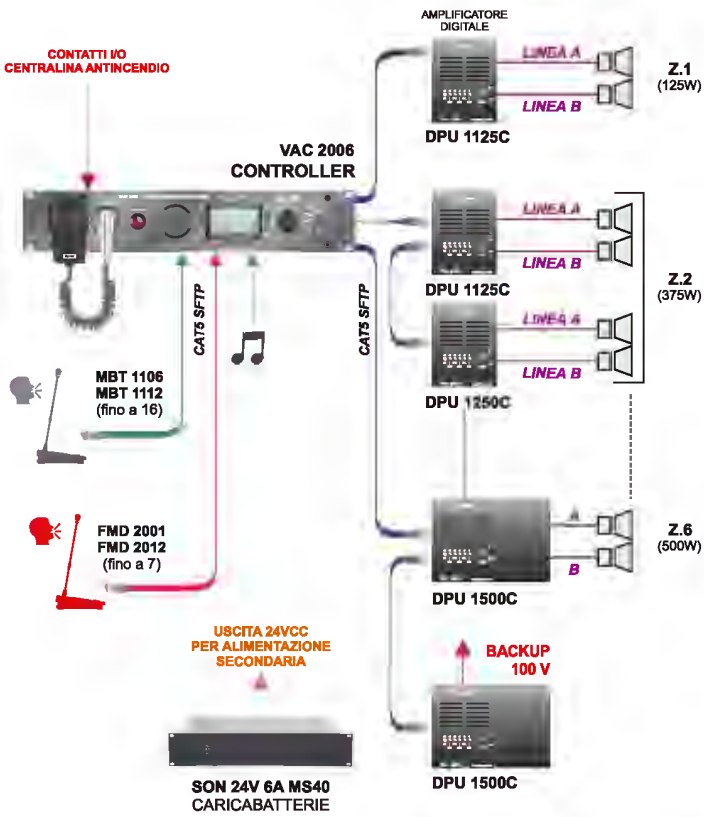 AMPLIFICATORE
DIGITALE
CONTATTI I/O
CENTRALINA ANTINCENDIO
LINEA A
Z.1
(125W)
LINEA B
DPU 1125C
VAC 2006
CONTROLLER
LINEA A
LINEA B
DPU 1125C
Z.2
(375W)
LINEA A
LINEA B
DPU 1250C
CAT5 SFTP
CAT5 SFTP
MBT 1106
MBT 1112
(fino a 16)
FMD 2001
FMD 2012
(fino a 7)
A
Z.6
(500W)
B
DPU 1500C
USCITA 24VCC
PER ALIMENTAZIONE
SECONDARIA
BACKUP
100 V
DPU 1500C
SON 24V 6A MS40
CARICABATTERIE